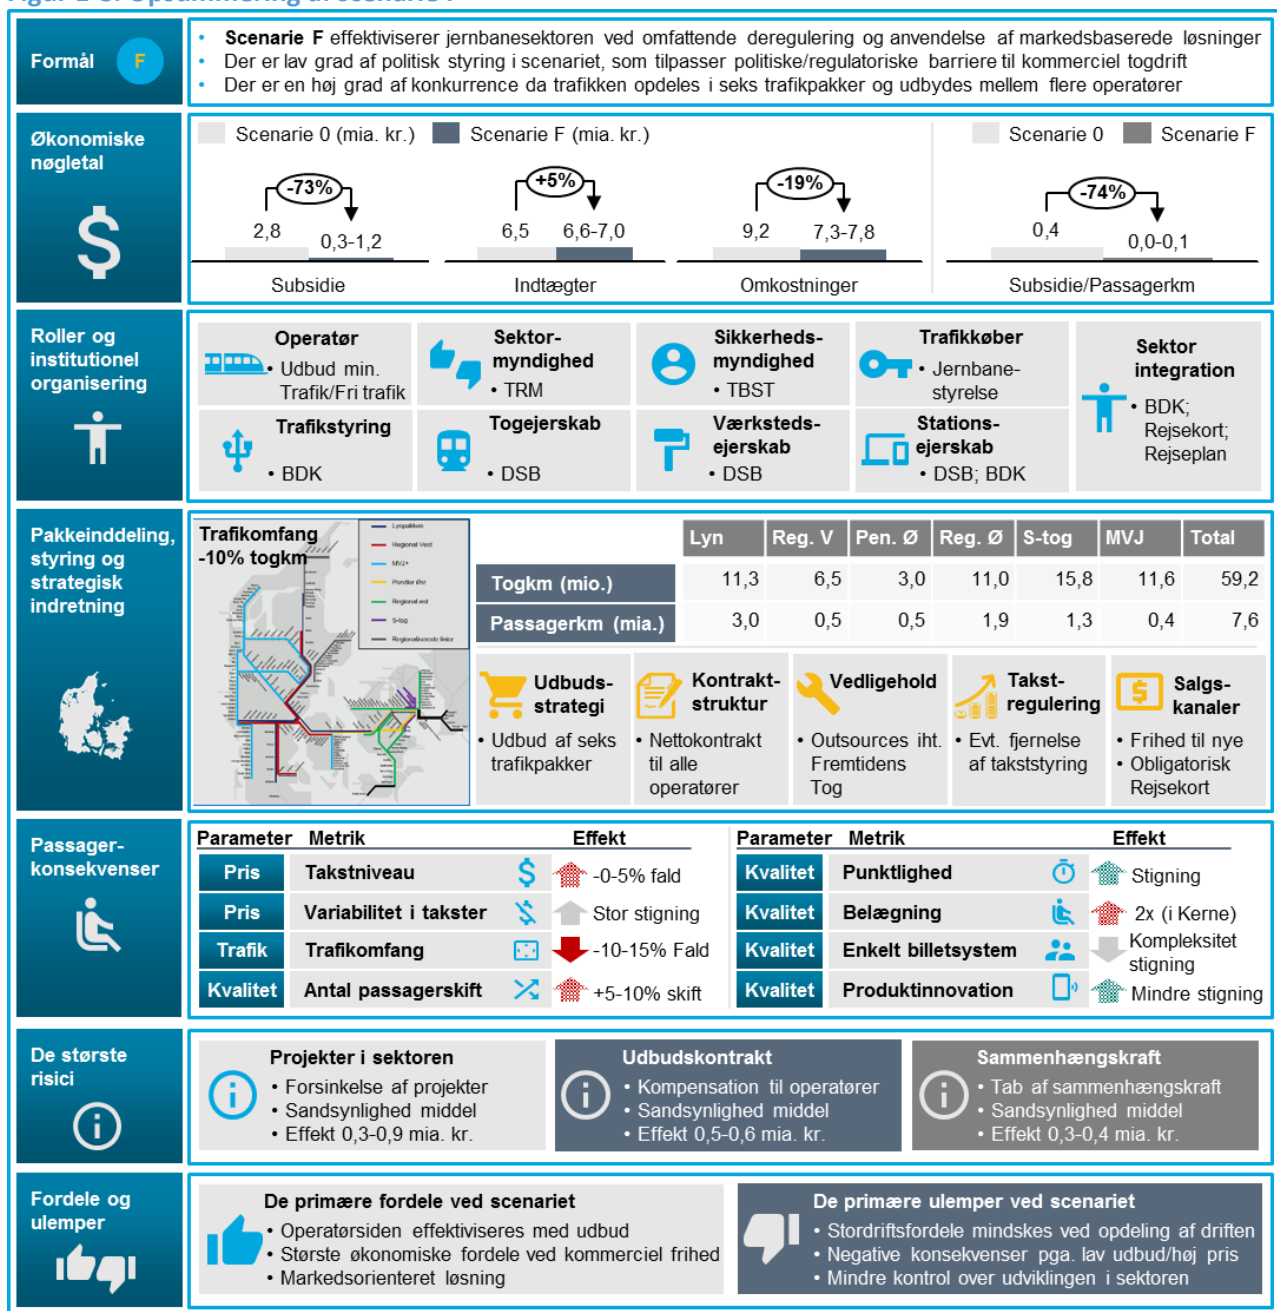 Formål
F
• Scenarie F effektiviserer jernbanesektoren ved omfattende deregulering og anvendelse af markedsbaserede løsninger
• Der er lav grad af politisk styring i scenariet, som tilpasser politiske/regulatoriske barriere til kommerciel togdrift
• Der er en høj grad af konkurrence da trafikken opdeles i seks trafikpakker og udbydes mellem flere operatører
Økonomiske
nøgletal
Scenarie 0 (mia. kr.)
Scenarie F (mia. kr.)
Scenarie 0
Scenarie F
-73%
+5%
-19%
-74%
2,8
0,3-1,2
6,5
6,6-7,0
9,2
7,3-7,8
0,4
0,0-0,1
Subsidie
Indtægter
Omkostninger
Subsidie/Passagerkm
Roller og
institutionel
organisering
Operatør
• Udbud min.
Trafik/Fri trafik
Sektor-
myndighed
• TRM
Sikkerheds-
myndighed
• TBST
Trafikkøber
• Jernbane-
styrelse
Sektor
integration
• BDK;
Rejsekort;
Rejseplan
Trafikstyring
• BDK
Togejerskab
• DSB
Værksteds-
ejerskab
• DSB
Stations-
ejerskab
• DSB; BDK
Pakkeinddeling,
styring og
strategisk
indretning
Trafikomfang
-10% togkm
Lynpakken
Regional Vest
MVJ+
Pendler Øst
Regional øst
S-tog
Regionaliserede linier
Lyn Reg. V Pen. Ø Reg. Ø S-tog MVJ Total
Togkm (mio.) 11,3 6,5 3,0 11,0 15,8 11,6 59,2
Passagerkm (mia.) 3,0 0,5 0,5 1,9 1,3 0,4 7,6
Udbuds-
strategi
• Udbud af seks
trafikpakker
Kontrakt-
struktur
• Nettokontrakt
til alle
operatører
Vedligehold
• Outsources iht.
Fremtidens
Tog
Takst-
regulering
• Evt. fjernelse
af takststyring
Salgs-
kanaler
• Frihed til nye
• Obligatorisk
Rejsekort
Passager-
konsekvenser
Parameter Metrik Effekt
Pris Takstniveau -0-5% fald
Pris Variabilitet i takster Stor stigning
Trafik Trafikomfang -10-15% Fald
Kvalitet Antal passagerskift +5-10% skift
Parameter Metrik Effekt
Kvalitet Punktlighed Stigning
Kvalitet Belægning 2x (i Kerne)
Kvalitet Enkelt billetsystem Kompleksitet
stigning
Kvalitet Produktinnovation Mindre stigning
De største
risici
Projekter i sektoren
• Forsinkelse af projekter
• Sandsynlighed middel
• Effekt 0,3-0,9 mia. kr.
Udbudskontrakt
• Kompensation til operatører
• Sandsynlighed middel
• Effekt 0,5-0,6 mia. kr.
Sammenhængskraft
• Tab af sammenhængskraft
• Sandsynlighed middel
• Effekt 0,3-0,4 mia. kr.
Fordele og
ulemper
De primære fordele ved scenariet
• Operatørsiden effektiviseres med udbud
• Største økonomiske fordele ved kommerciel frihed
• Markedsorienteret løsning
De primære ulemper ved scenariet
• Stordriftsfordele mindskes ved opdeling af driften
• Negative konsekvenser pga. lav udbud/høj pris
• Mindre kontrol over udviklingen i sektoren